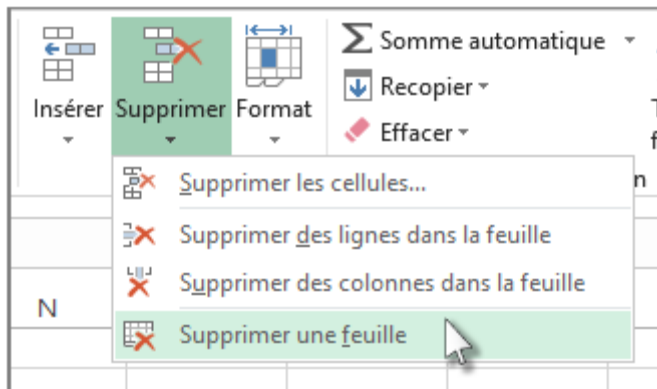 Insérer Supprimer Format
Somme automatique
Recopier
Effacer
Supprimer les cellules...
Supprimer des lignes dans la feuille
Supprimer des colonnes dans la feuille
Supprimer une feuille
N